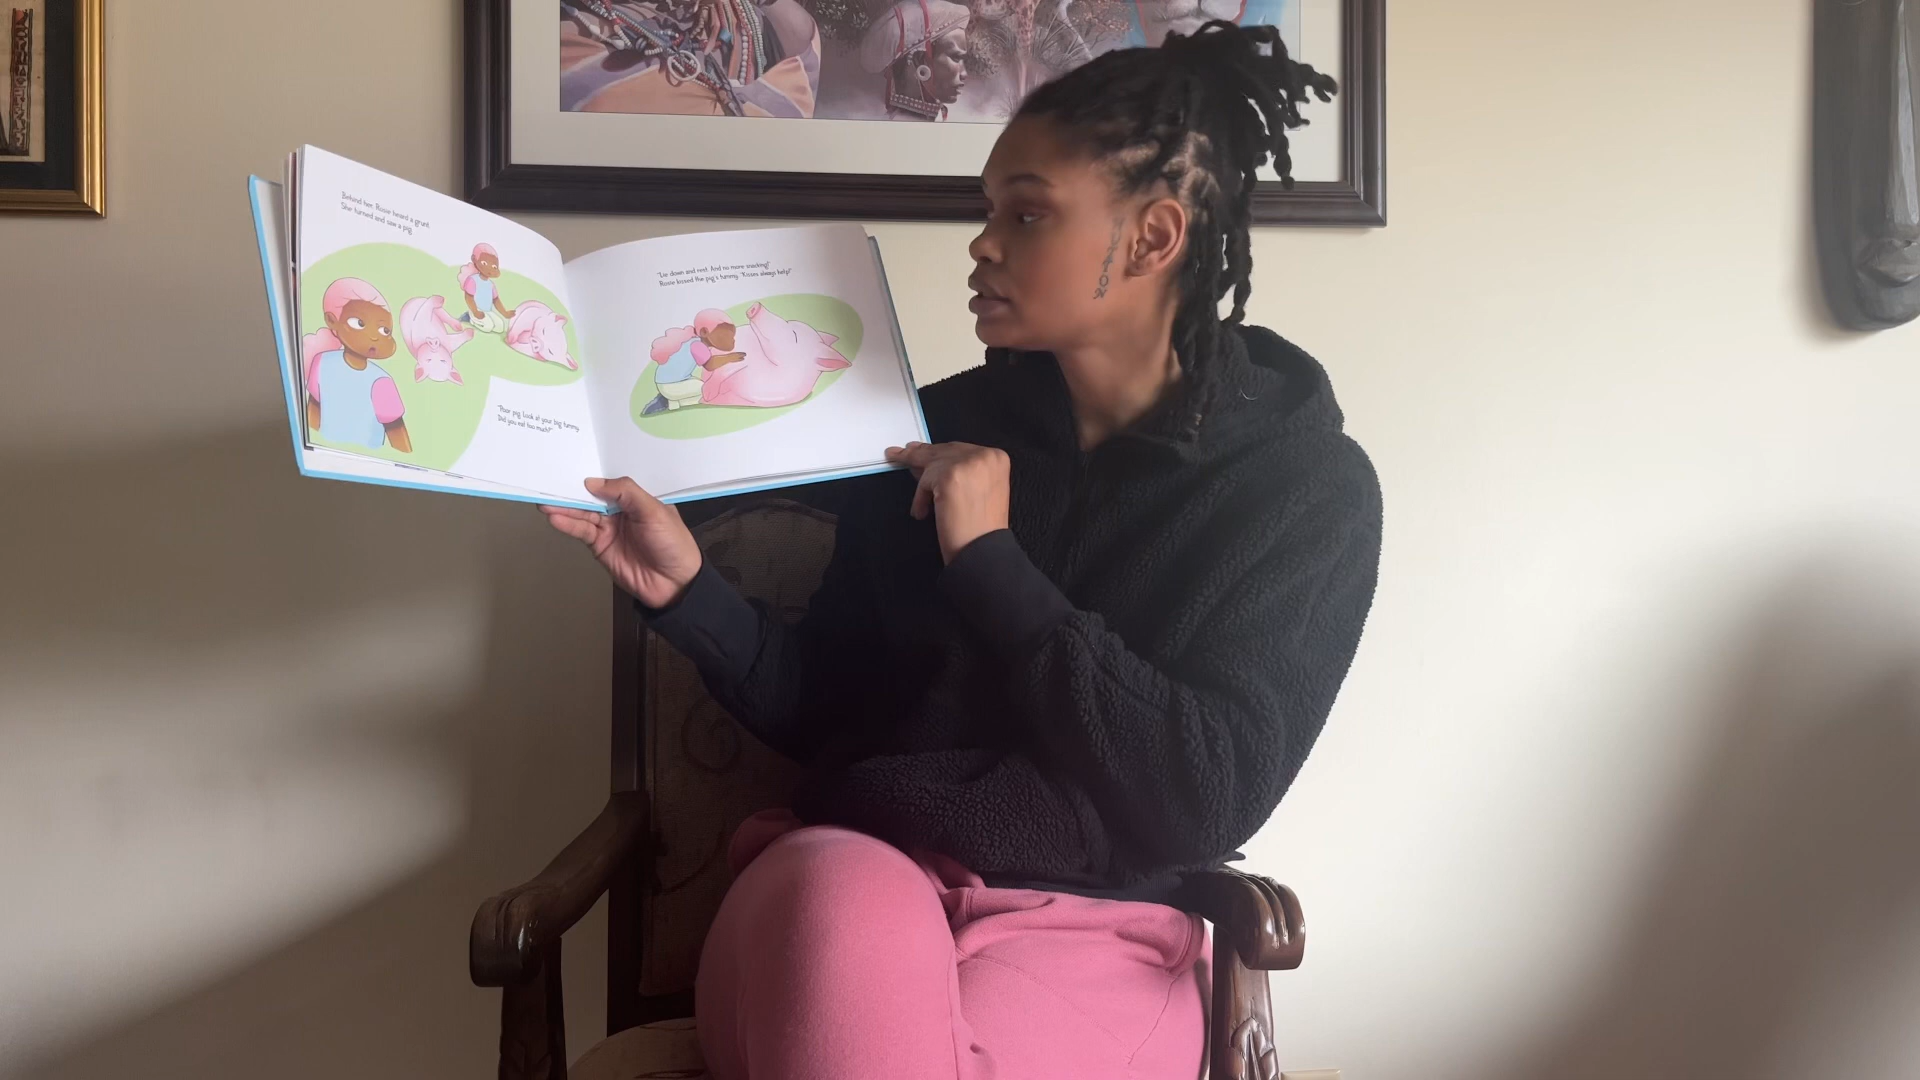 Behind her, Rosie heard a grunt.
She turned and saw a pig.
"Poor pig. Look at your big tummy.
Did you eat too much?"
"Lie down and rest. And no more snacking!"
Rosie kissed the pig's tummy. "Kisses always help!"